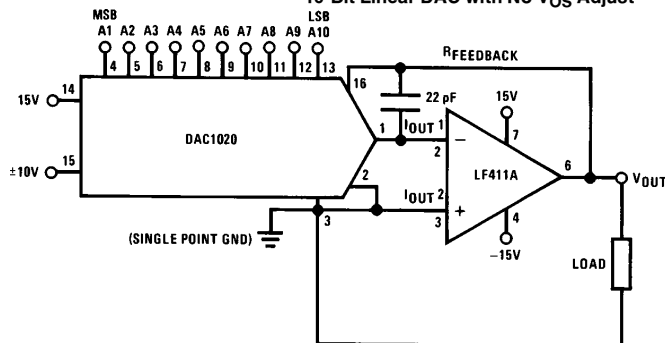 10-Bit Linear DAC with No VOS Adjust
MSB LSB
A1 A2 A3 A4 A5 A6 A7 A8 A9 A10
4 5 6 7 8 9 10 11 12 13
16
RFEEDBACK
15V 14
22 pF
15V
DAC1020
1
IOUT 1
2
−
7
6
VOUT
±10V 15
LF411A
2
IOUT 2
3
+
4
−15V
3
(SINGLE POINT GND)
LOAD